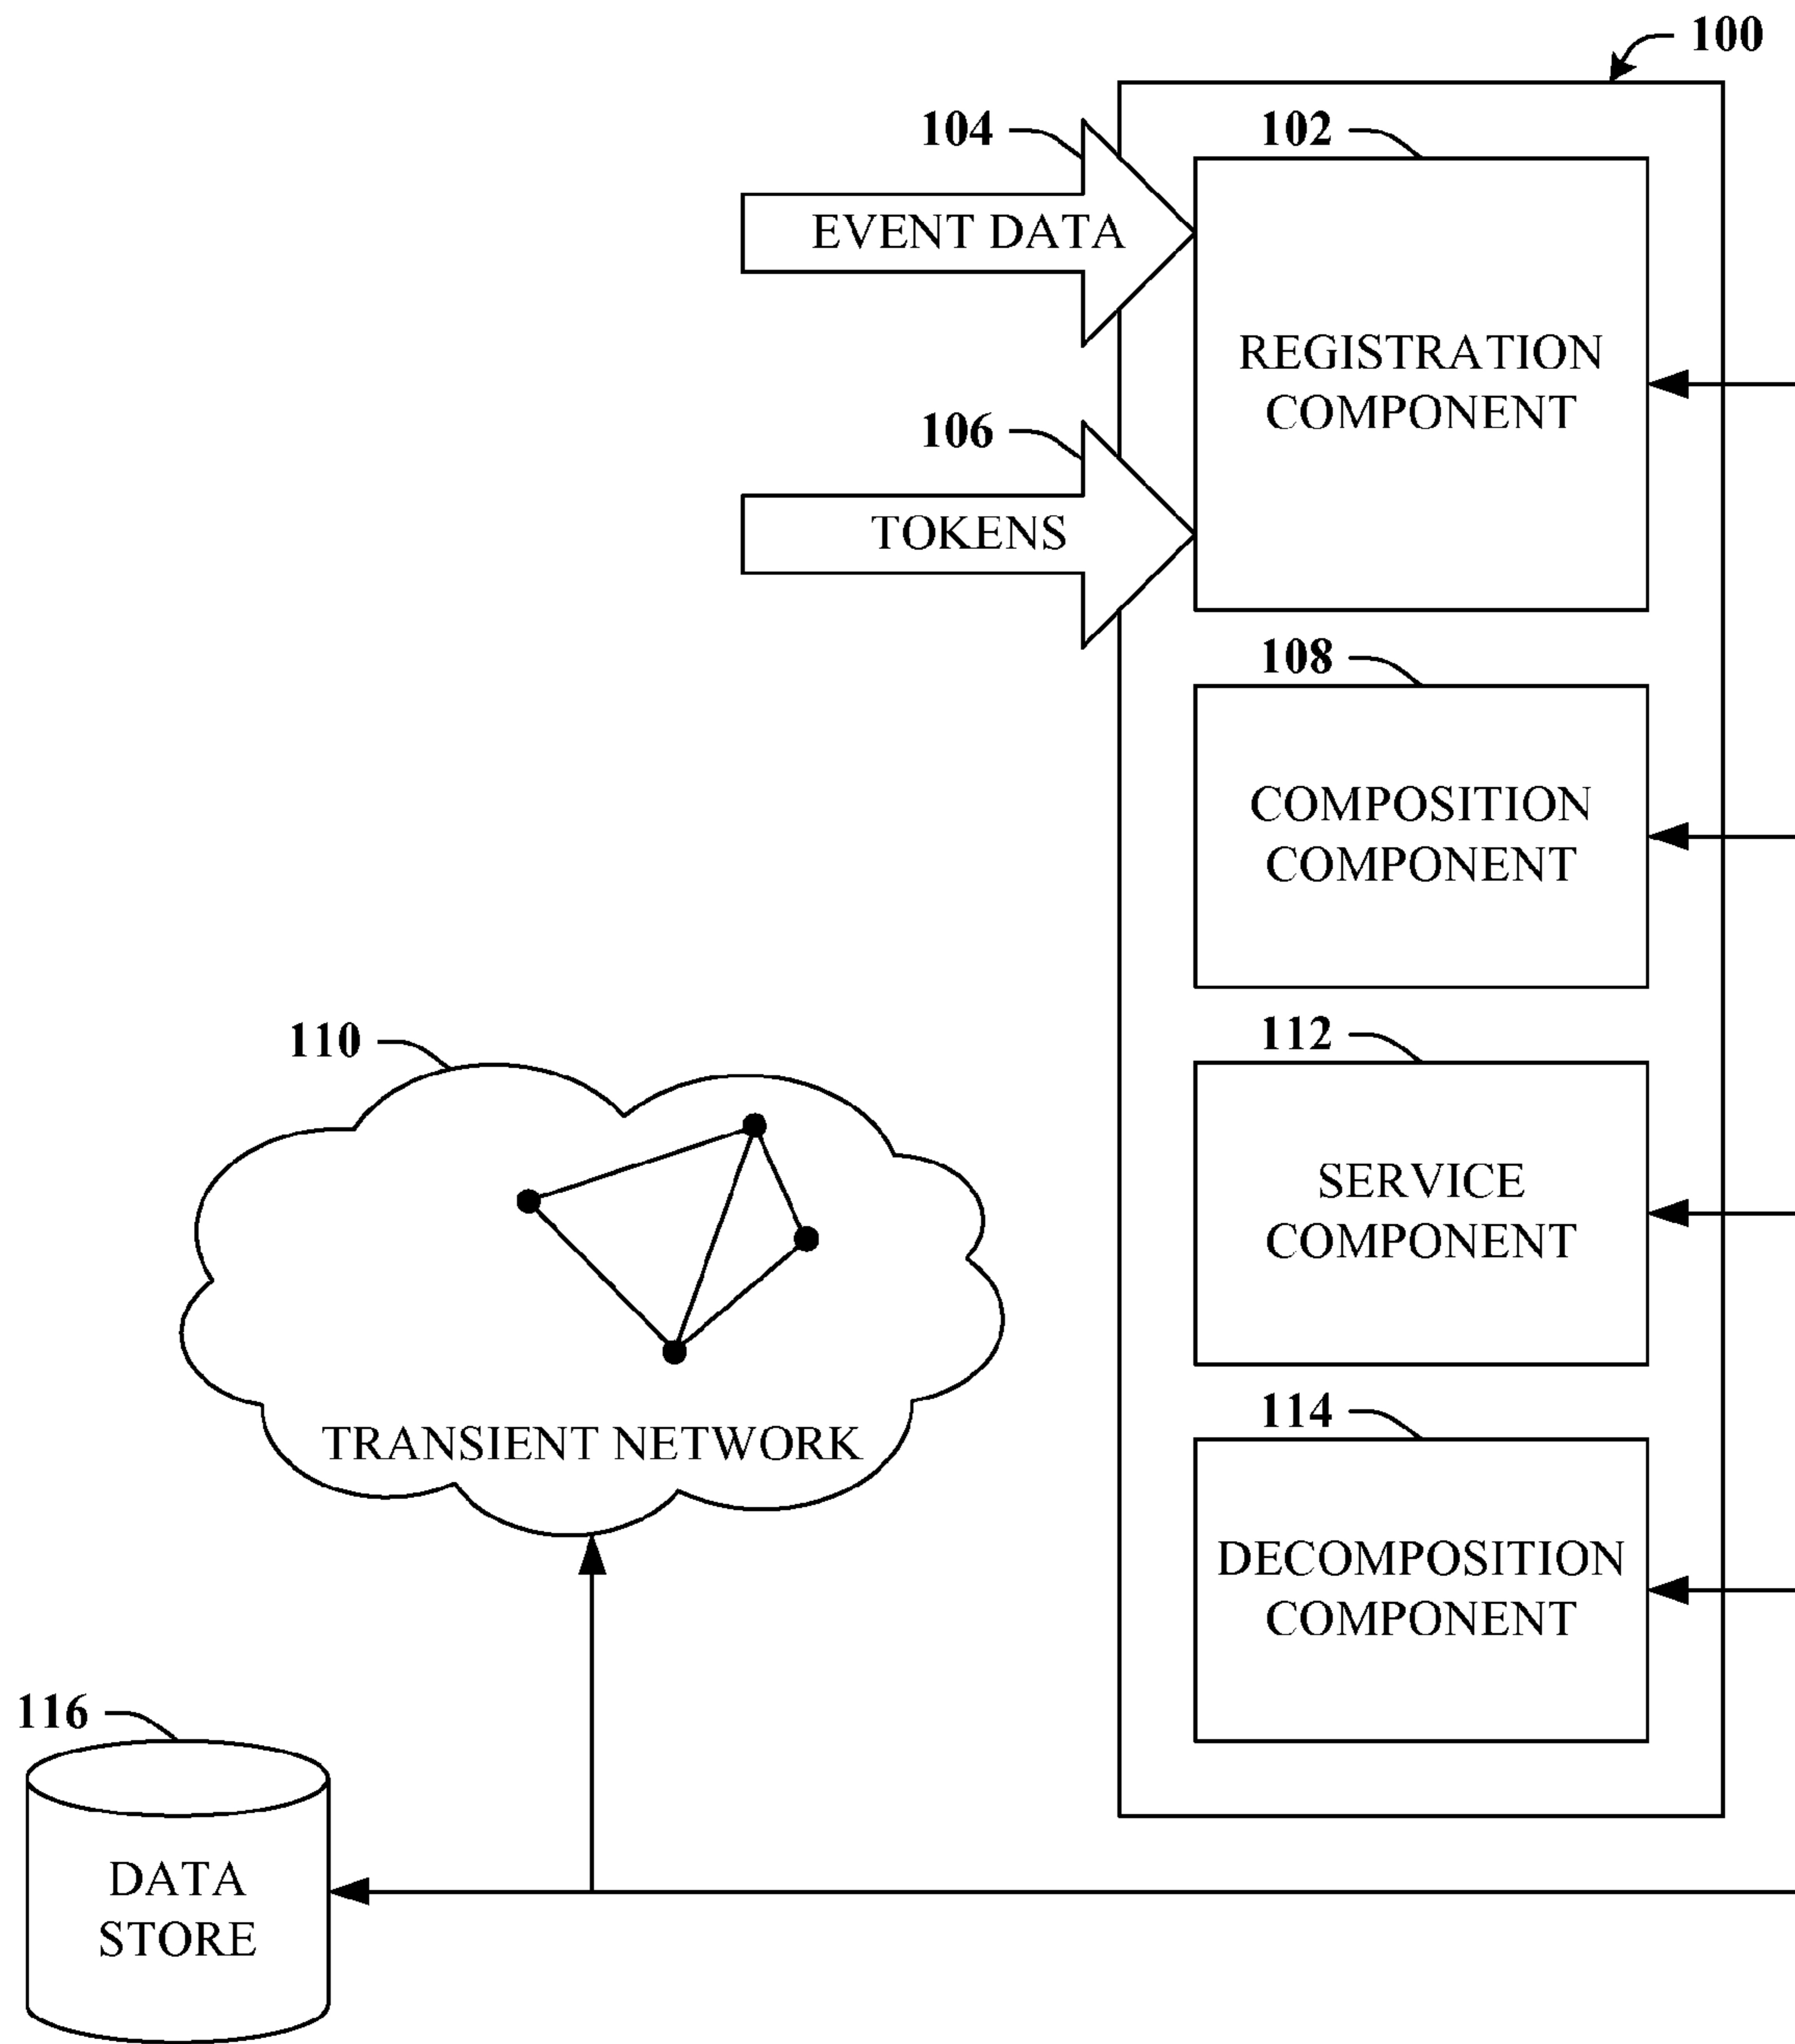 100
104
102
EVENT DATA
REGISTRATION
COMPONENT
106
TOKENS
108
COMPOSITION
COMPONENT
110
112
SERVICE
COMPONENT
TRANSIENT NETWORK
114
DECOMPOSITION
COMPONENT
116
DATA
STORE